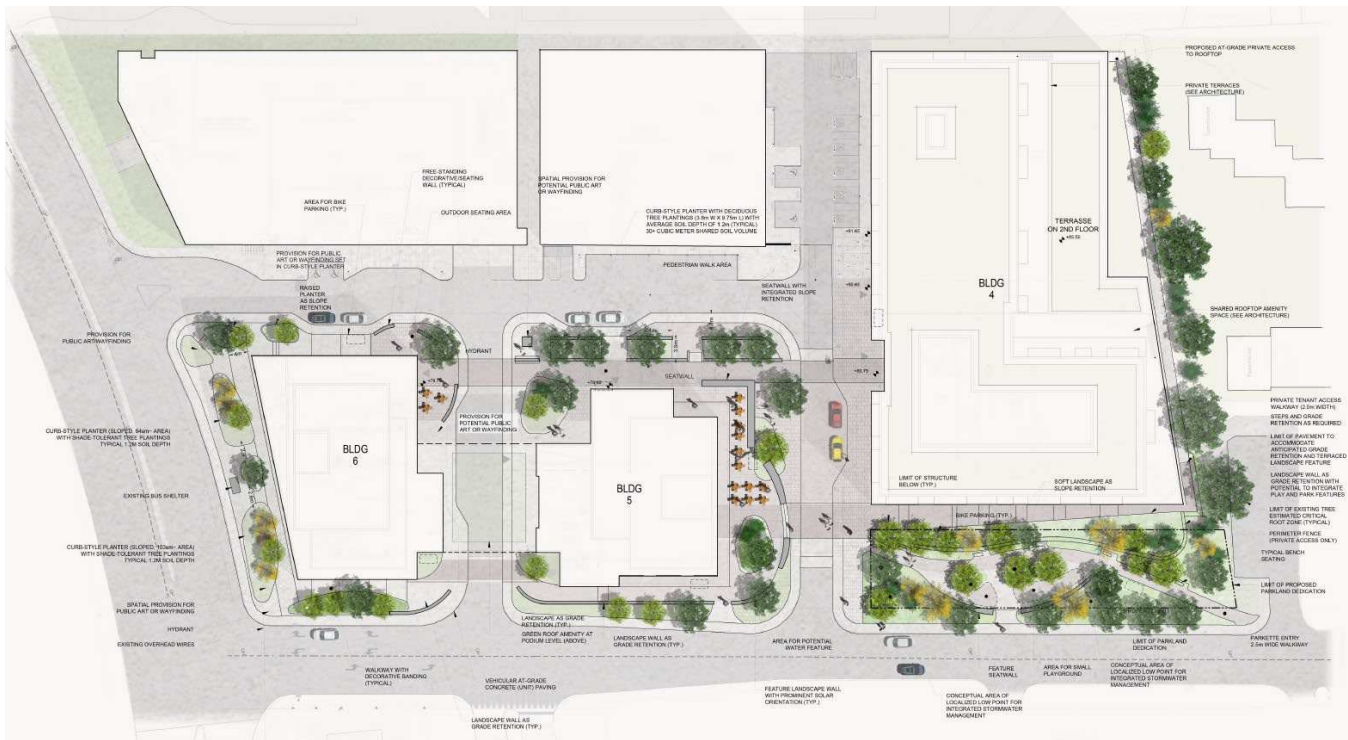 PROPOSED AT-GRADE PRIVATE ACCESS
TO ROOFTOP
PRIVATE TERRACES
(SEE ARCHITECTURE)
FREE-STANDING
DECORATIVE/SEATING
WALL (TYPICAL)
SPATIAL PROVISION FOR
POTENTIAL PUBLIC ART
OR WAYFINDING
AREA FOR BIKE
PARKING (TYP.)
OUTDOOR SEATING AREA
CURB-STYLE PLANTER WITH DECIDUOUS
TREE PLANTINGS (3.8m W X 9.75m L) WITH
AVERAGE SOIL DEPTH OF 1.2m (TYPICAL)
30+ CUBIC METER SHARED SOIL VOLUME
TERRASSE
ON 2ND FLOOR
PROVISION FOR PUBLIC
ART OR WAYFINDING SET
IN CURB-STYLE PLANTER
PEDESTRIAN WALK AREA
RAISED
PLANTER
AS SLOPE
RETENTION
SEATWALL WITH
INTEGRATED SLOPE
RETENTION
BLDG
4
SHARED ROOFTOP AMENITY
SPACE (SEE ARCHITECTURE)
PROVISION FOR
PUBLIC ART/WAYFINDING
HYDRANT
SEATWALL
PRIVATE TENANT ACCESS
WALKWAY (2.0m WIDTH)
STEPS AND GRADE
RETENTION AS REQUIRED
PROVISION FOR
POTENTIAL PUBLIC
ART OR WAYFINDING
CURB-STYLE PLANTER (SLOPED, 64sm~ AREA)
WITH SHADE-TOLERANT TREE PLANTINGS
TYPICAL 1.2M SOIL DEPTH
LIMIT OF PAVEMENT TO
ACCOMMODATE
ANTICIPATED GRADE
RETENTION AND TERRACED
LANDSCAPE FEATURE
BLDG
6
BLDG
5
LIMIT OF STRUCTURE
BELOW (TYP.)
SOFT LANDSCAPE AS
SLOPE RETENTION
LANDSCAPE WALL AS
GRADE RETENTION WITH
POTENTIAL TO INTEGRATE
PLAY AND PARK FEATURES
EXISTING BUS SHELTER
BIKE PARKING (TYP.)
LIMIT OF EXISTING TREE
ESTIMATED CRITICAL
ROOT ZONE (TYPICAL)
PERIMETER FENCE
(PRIVATE ACCESS ONLY)
CURB-STYLE PLANTER (SLOPED, 103sm~ AREA)
WITH SHADE-TOLERANT TREE PLANTINGS
TYPICAL 1.2M SOIL DEPTH
TYPICAL BENCH
SEATING
LIMIT OF PROPOSED
PARKLAND DEDICATION
SPATIAL PROVISION FOR
PUBLIC ART OR WAYFINDING
HYDRANT
EXISTING OVERHEAD WIRES
LANDSCAPE AS GRADE
RETENTION (TYP.)
GREEN ROOF AMENITY AT
PODIUM LEVEL (ABOVE)
LANDSCAPE WALL AS
GRADE RETENTION (TYP.)
AREA FOR POTENTIAL
WATER FEATURE
LIMIT OF PARKLAND
DEDICATION
PARKETTE ENTRY
2.5m WIDE WALKWAY
WALKWAY WITH
DECORATIVE BANDING
(TYPICAL)
VEHICULAR AT-GRADE
CONCRETE (UNIT) PAVING
FEATURE LANDSCAPE WALL
WITH PROMINENT SOLAR
ORIENTATION (TYP.)
FEATURE
SEATWALL
AREA FOR SMALL
PLAYGROUND
CONCEPTUAL AREA OF
LOCALIZED LOW POINT FOR
INTEGRATED STORMWATER
MANAGEMENT
CONCEPTUAL AREA OF
LOCALIZED LOW POINT FOR
INTEGRATED STORMWATER
MANAGEMENT
LANDSCAPE WALL AS
GRADE RETENTION (TYP.)